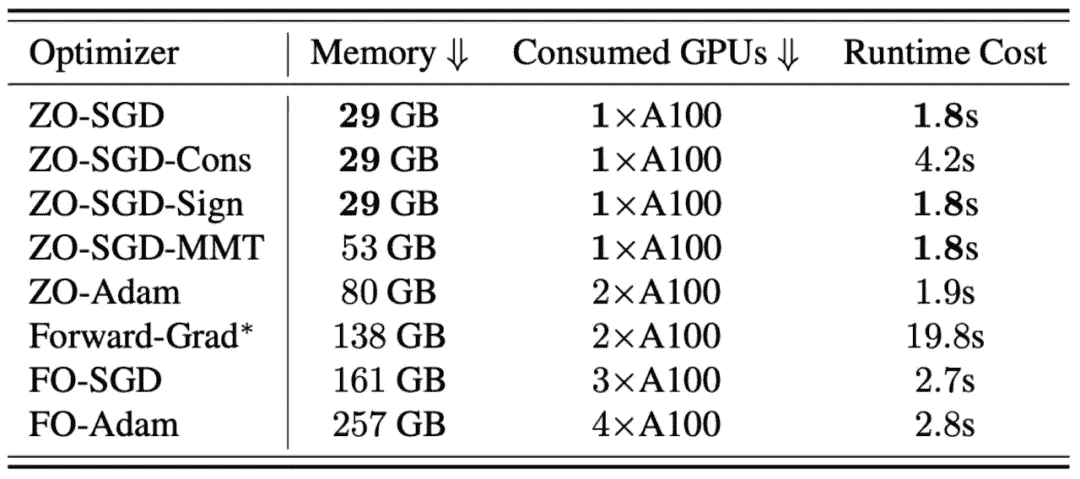 Optimizer Memory ⇓ Consumed GPUs ⇓ Runtime Cost
ZO-SGD 29 GB 1×A100 1.8s
ZO-SGD-Cons 29 GB 1×A100 4.2s
ZO-SGD-Sign 29 GB 1×A100 1.8s
ZO-SGD-MMT 53 GB 1×A100 1.8s
ZO-Adam 80 GB 2×A100 1.9s
Forward-Grad* 138 GB 2×A100 19.8s
FO-SGD 161 GB 3×A100 2.7s
FO-Adam 257 GB 4×A100 2.8s